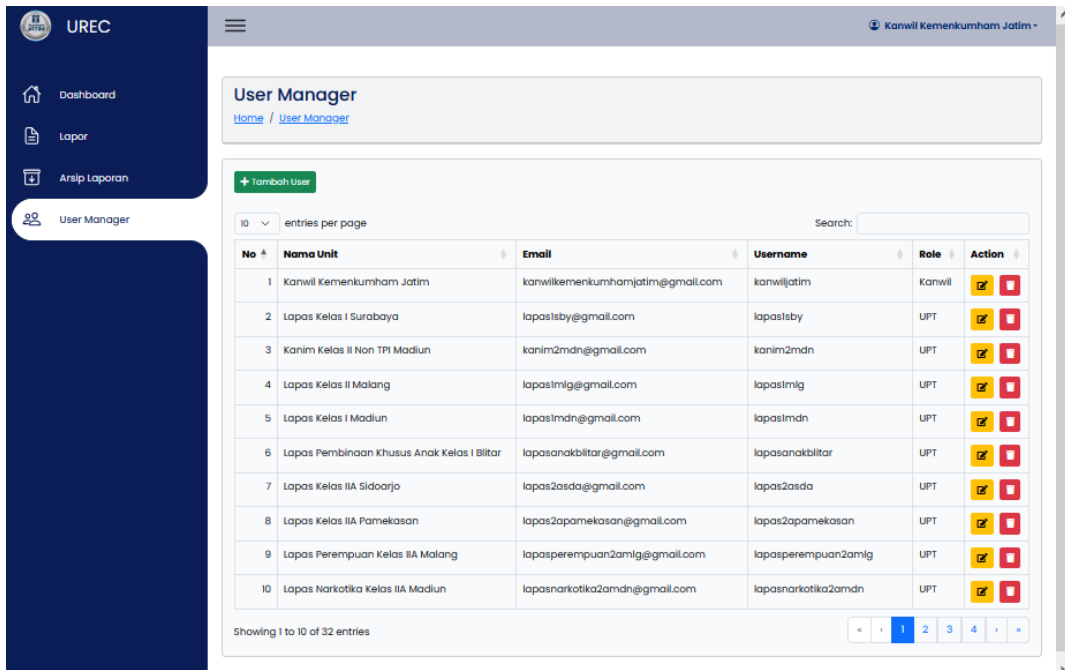 UREC
Kanwil Kemenkumham Jatim
Dashboard
Lapor
Arsip Laporan
User Manager
User Manager
Home / User Manager
+ Tambah User
10 entries per page
Search:
No Nama Unit Email Username Role Action
1 Kanwil Kemenkumham Jatim kanwilkemenkumhamjatim@gmail.com kanwiljatim Kanwil
2 Lapas Kelas I Surabaya lapas1sby@gmail.com lapas1sby UPT
3 Kanim Kelas II Non TPI Madiun kanim2mdn@gmail.com kanim2mdn UPT
4 Lapas Kelas II Malang lapas1mlg@gmail.com lapas1mlg UPT
5 Lapas Kelas I Madiun lapas1mdn@gmail.com lapas1mdn UPT
6 Lapas Pembinaan Khusus Anak Kelas I Blitar lapasanakblitar@gmail.com lapasanakblitar UPT
7 Lapas Kelas IIA Sidoarjo lapas2asda@gmail.com lapas2asda UPT
8 Lapas Kelas IIA Pamekasan lapas2apamekasan@gmail.com lapas2apamekasan UPT
9 Lapas Perempuan Kelas IIA Malang lapasperempuan2amlg@gmail.com lapasperempuan2amlg UPT
10 Lapas Narkotika Kelas IIA Madiun lapasnarkotika2amdn@gmail.com lapasnarkotika2amdn UPT
Showing 1 to 10 of 32 entries
« ‹ 1 2 3 4 › »